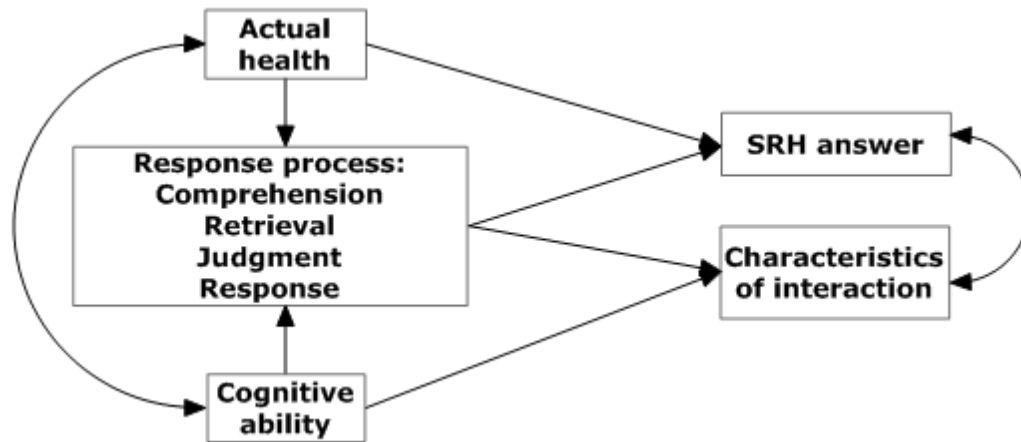 Actual
health
Response process:
Comprehension
Retrieval
Judgment
Response
Cognitive
ability
SRH answer
Characteristics
of interaction